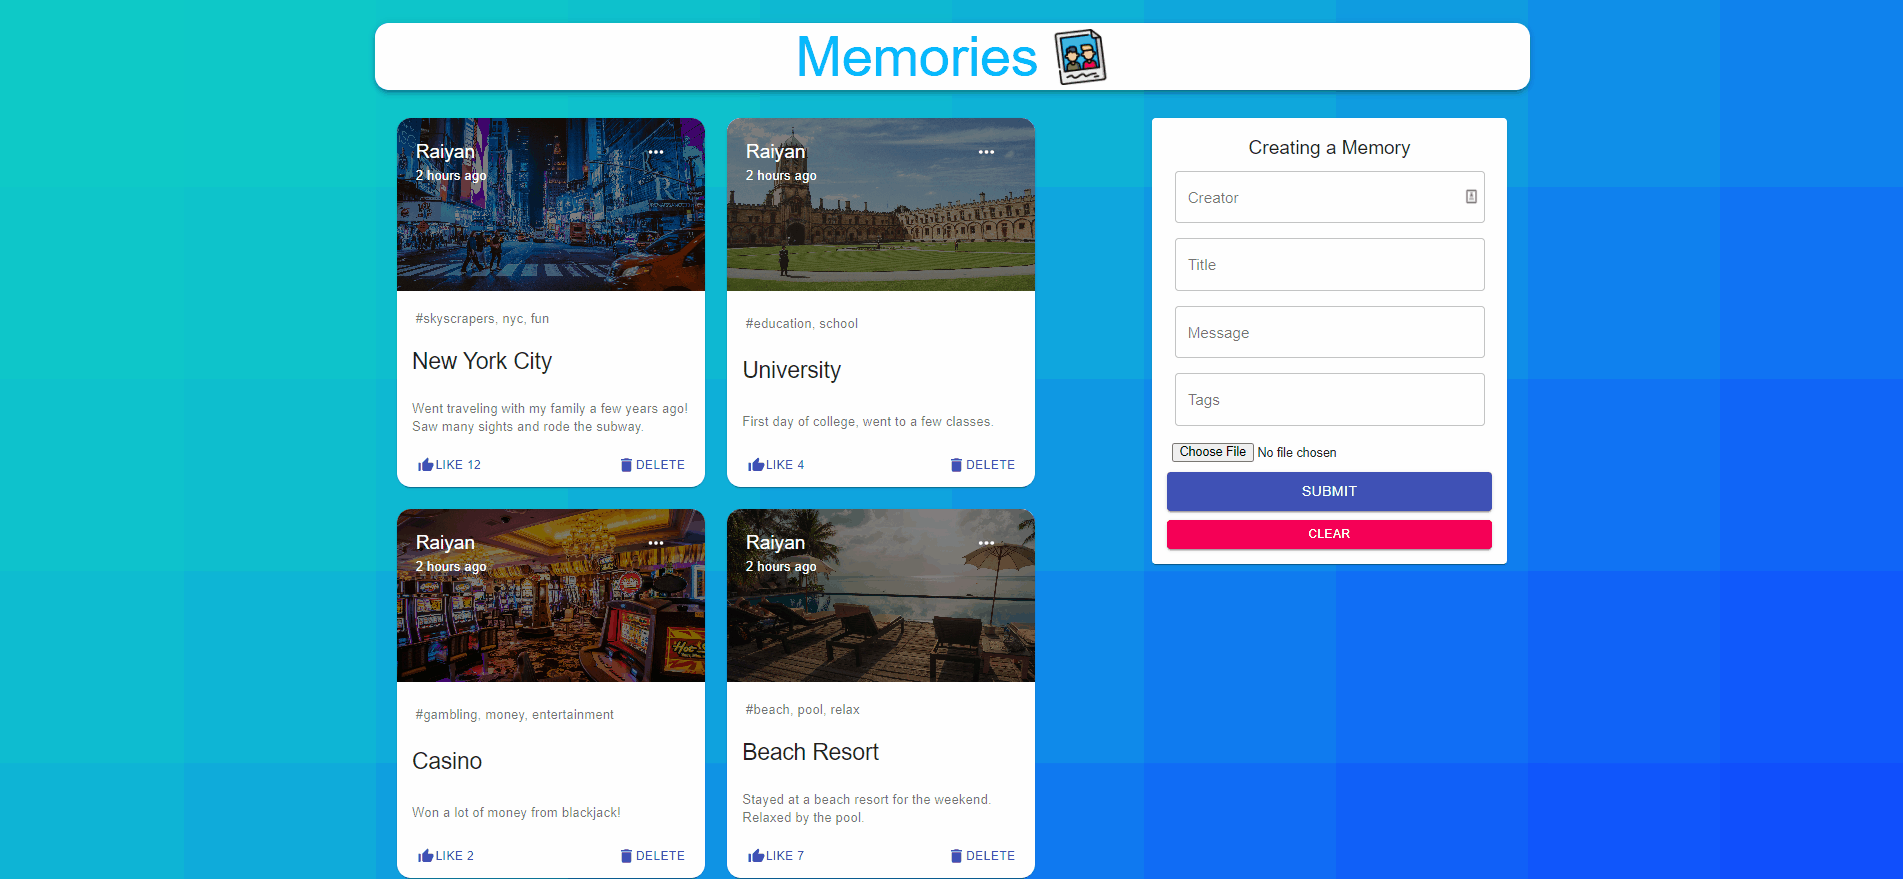 Memories
Raiyan
2 hours ago
#skyscrapers, nyc, fun
New York City
Went traveling with my family a few years ago!
Saw many sights and rode the subway.
LIKE 12
DELETE
Raiyan
2 hours ago
#education, school
University
First day of college, went to a few classes.
LIKE 4
DELETE
Raiyan
2 hours ago
#gambling, money, entertainment
Casino
Won a lot of money from blackjack!
LIKE 2
DELETE
Raiyan
2 hours ago
#beach, pool, relax
Beach Resort
Stayed at a beach resort for the weekend.
Relaxed by the pool.
LIKE 7
DELETE
Creating a Memory
Creator
Title
Message
Tags
Choose File No file chosen
SUBMIT
CLEAR